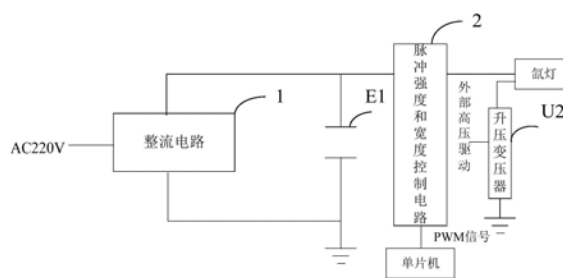 2
氙灯
1
E1
脉冲强度和宽度控制电路
外部高压驱动
升压变压器
U2
AC220V
整流电路
PWM信号
单片机